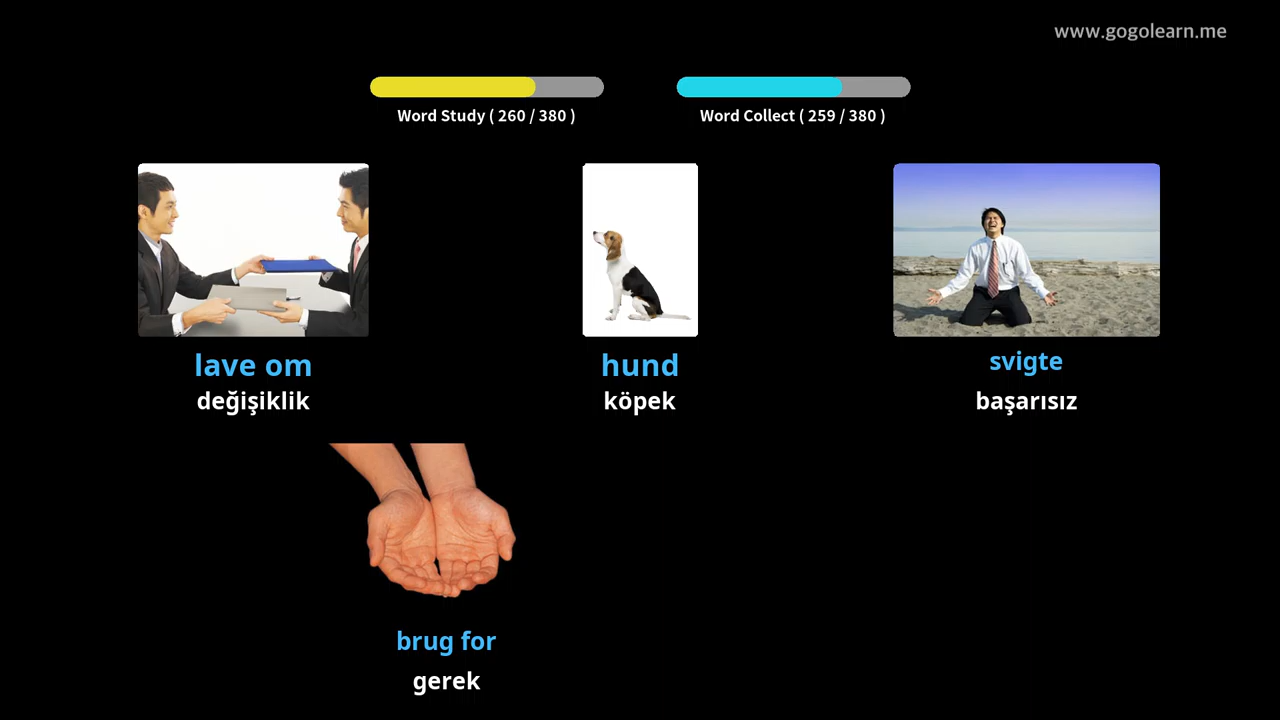 www.gogolearn.me
Word Study ( 260 / 380 )
Word Collect ( 259 / 380 )
lave om
değişiklik
hund
köpek
svigte
başarısız
brug for
gerek